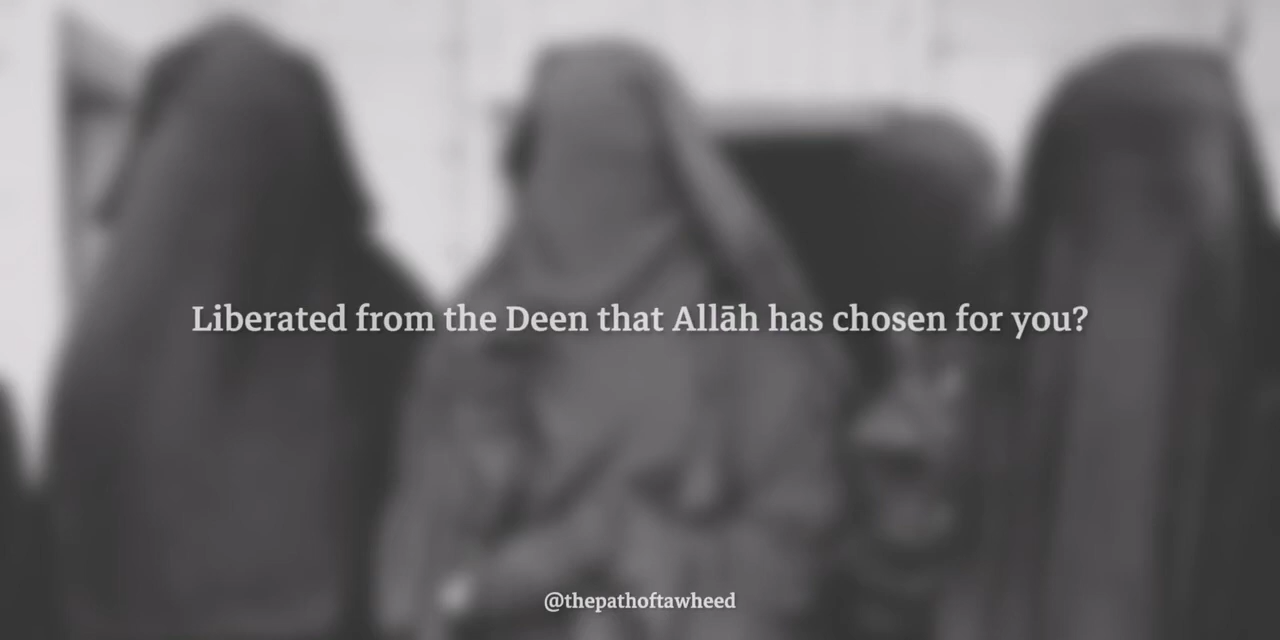 Liberated from the Deen that Allāh has chosen for you?
@thepathoftawheed